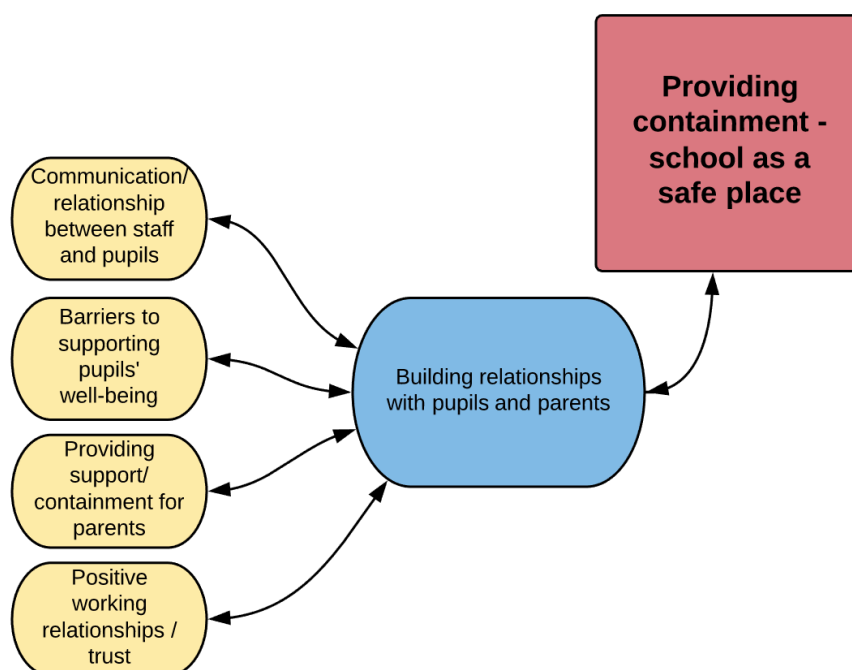 Providing
containment -
school as a
safe place
Communication/
relationship
between staff
and pupils
Barriers to
supporting
pupils'
well-being
Building relationships
with pupils and parents
Providing
support/
containment for
parents
Positive
working
relationships /
trust